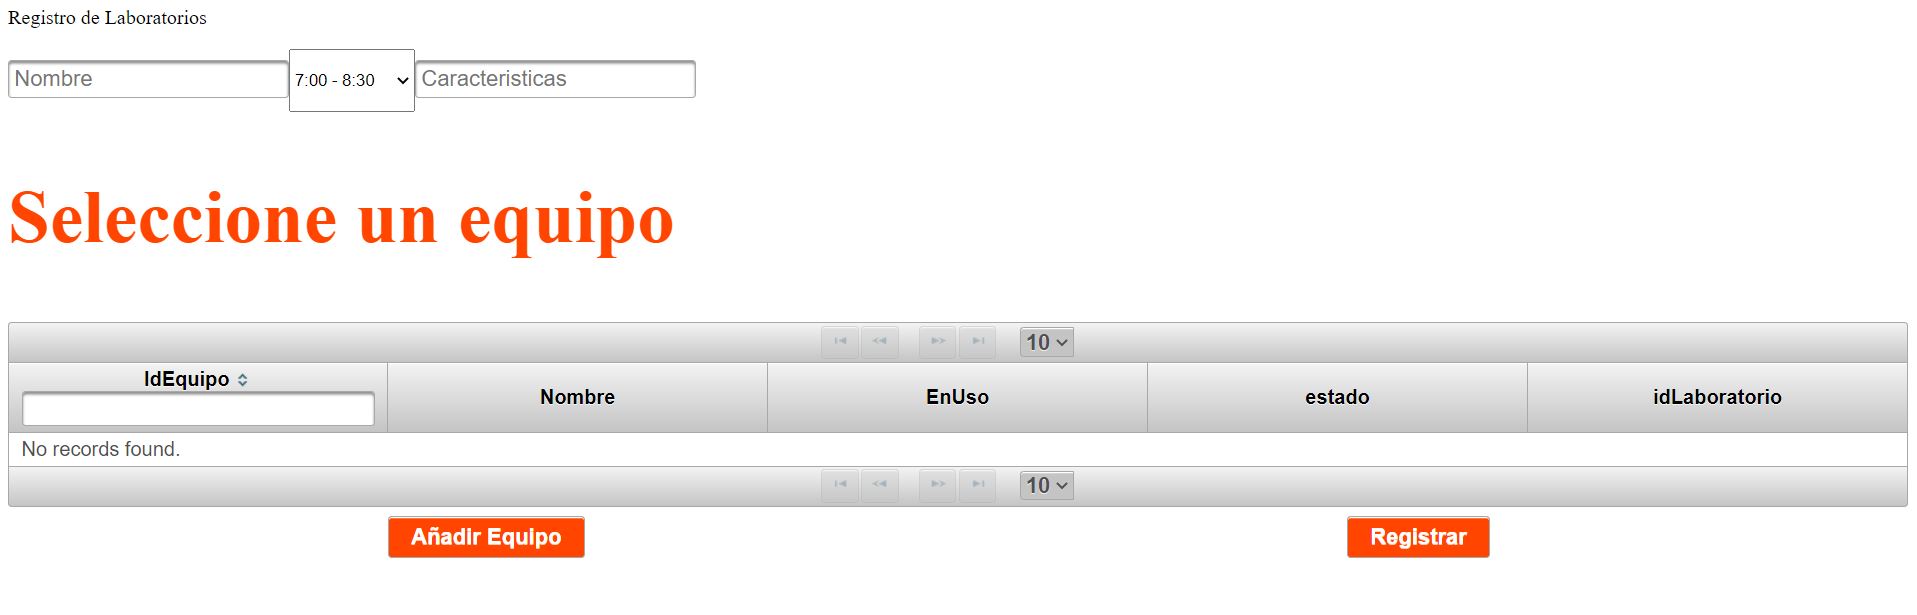 Registro de Laboratorios
Nombre 7:00 - 8:30 Caracteristicas
Seleccione un equipo
10
IdEquipo Nombre EnUso estado idLaboratorio
No records found.
10
Añadir Equipo Registrar